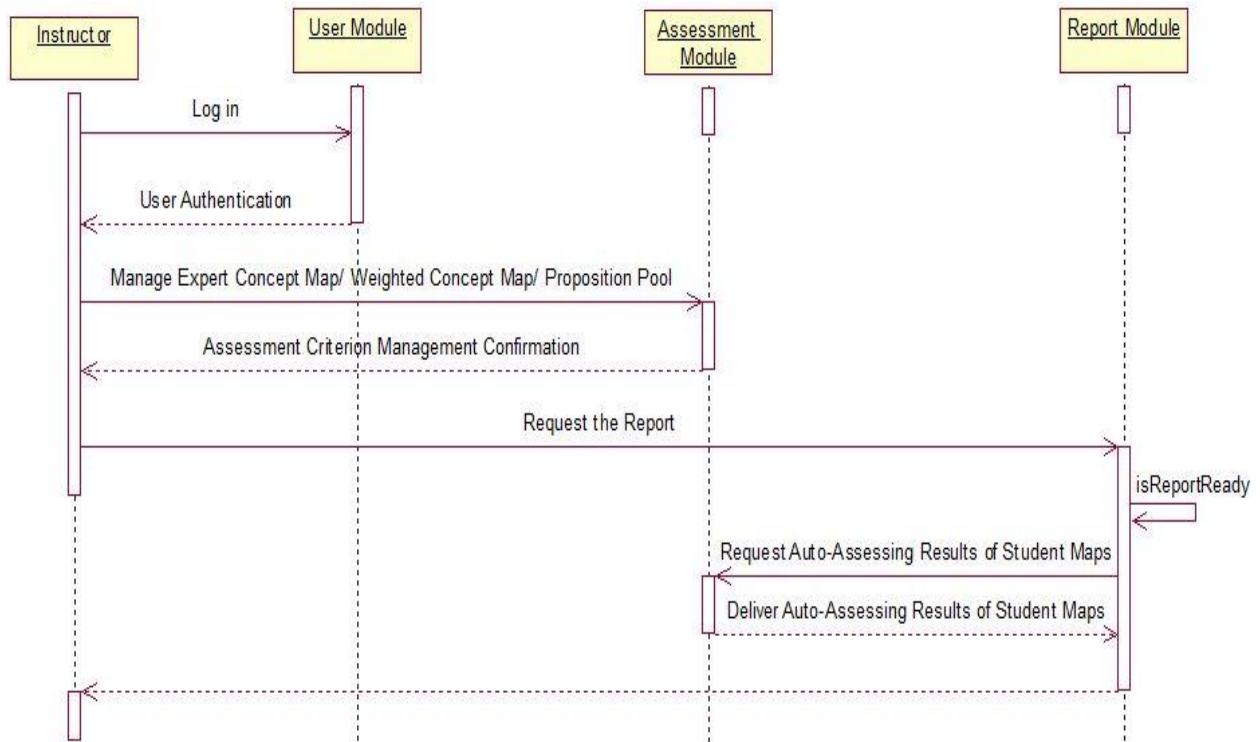 Instructor
User Module
Assessment
Module
Report Module
Log in
User Authentication
Manage Expert Concept Map/ Weighted Concept Map/ Proposition Pool
Assessment Criterion Management Confirmation
Request the Report
isReportReady
Request Auto-Assessing Results of Student Maps
Deliver Auto-Assessing Results of Student Maps